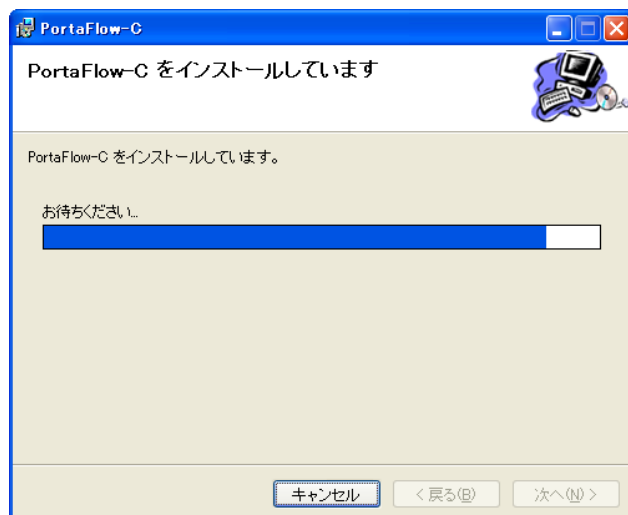 PortaFlow-C
PortaFlow-C をインストールしています
PortaFlow-C をインストールしています。
お待ちください...
キャンセル
< 戻る(B)
次へ(N) >